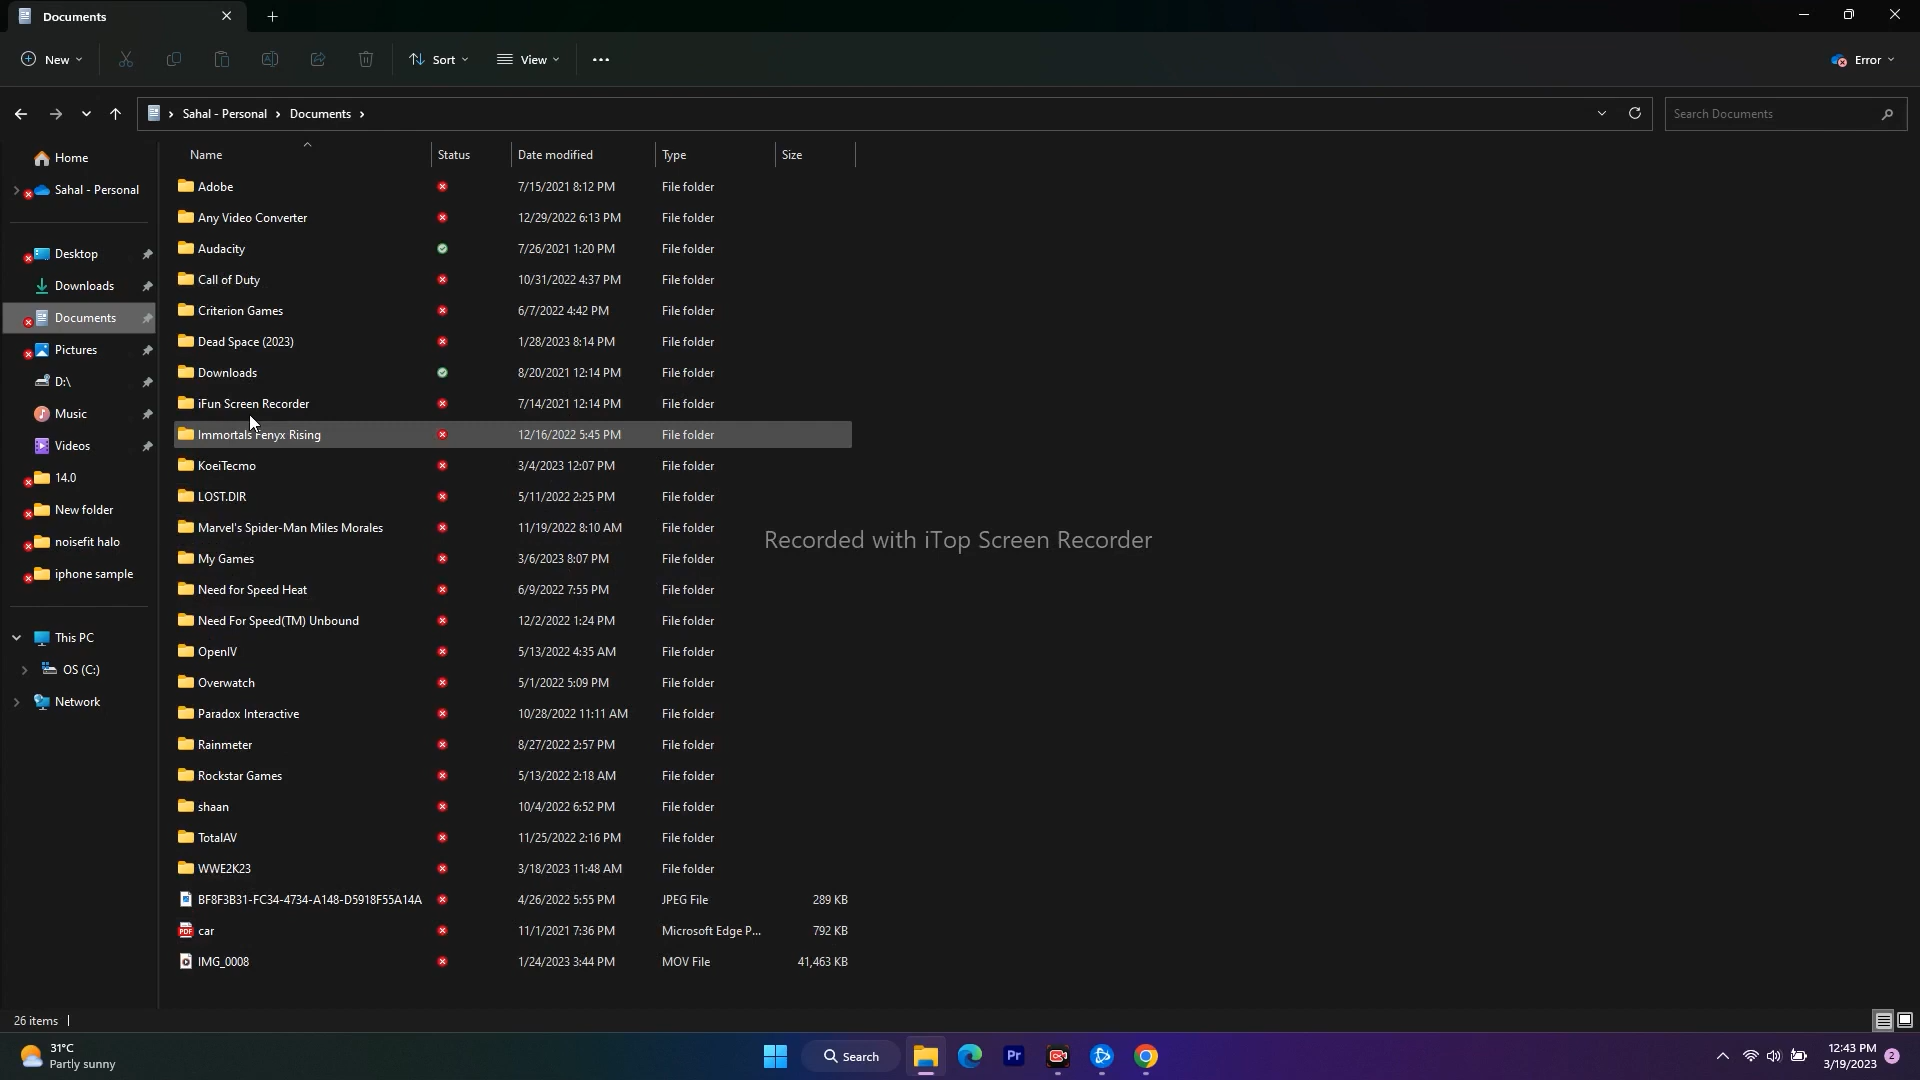 Documents
New
Sort
View
Error
Sahal - Personal
Documents
Search Documents
Name
Status
Date modified
Type
Size
Home
Sahal - Personal
Desktop
Downloads
Documents
Pictures
D:\
Music
Videos
14.0
New folder
noisefit halo
iphone sample
This PC
OS (C:)
Network
Adobe 7/15/2021 8:12 PM File folder
Any Video Converter 12/29/2022 6:13 PM File folder
Audacity 7/26/2021 1:20 PM File folder
Call of Duty 10/31/2022 4:37 PM File folder
Criterion Games 6/7/2022 4:42 PM File folder
Dead Space (2023) 1/28/2023 8:14 PM File folder
Downloads 8/20/2021 12:14 PM File folder
iFun Screen Recorder 7/14/2021 12:14 PM File folder
Immortals Fenyx Rising 12/16/2022 5:45 PM File folder
KoeiTecmo 3/4/2023 12:07 PM File folder
LOST.DIR 5/11/2022 2:25 PM File folder
Marvel's Spider-Man Miles Morales 11/19/2022 8:10 AM File folder
My Games 3/6/2023 8:07 PM File folder
Need for Speed Heat 6/9/2022 7:55 PM File folder
Need For Speed(TM) Unbound 12/2/2022 1:24 PM File folder
OpenIV 5/13/2022 4:35 AM File folder
Overwatch 5/1/2022 5:09 PM File folder
Paradox Interactive 10/28/2022 11:11 AM File folder
Rainmeter 8/27/2022 2:57 PM File folder
Rockstar Games 5/13/2022 2:18 AM File folder
shaan 10/4/2022 6:52 PM File folder
TotalAV 11/25/2022 2:16 PM File folder
WWE2K23 3/18/2023 11:48 AM File folder
BF8F3B31-FC34-4734-A148-D5918F55A14A 4/26/2022 5:55 PM JPEG File 289 KB
car 11/1/2021 7:36 PM Microsoft Edge P... 792 KB
IMG_0008 1/24/2023 3:44 PM MOV File 41,463 KB
Recorded with iTop Screen Recorder
26 items
31°C
Partly sunny
Search
Pr
12:43 PM
3/19/2023
2